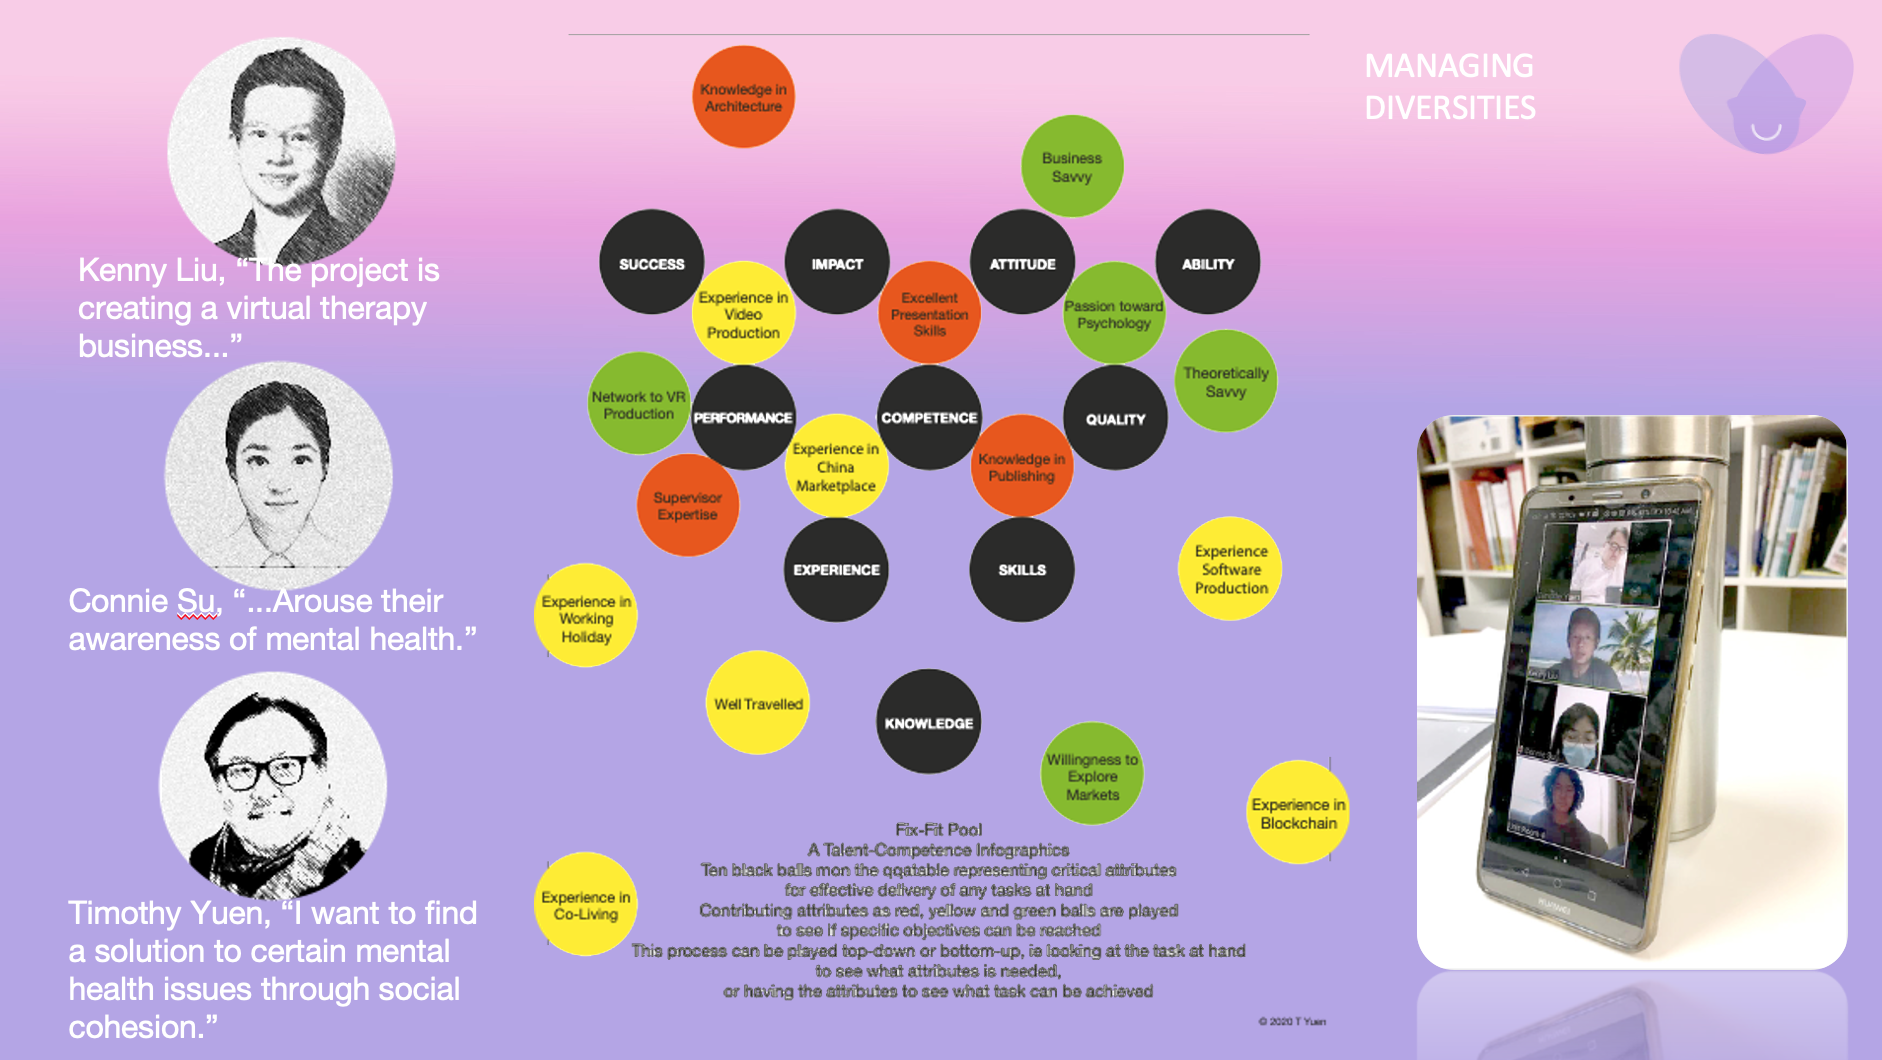 MANAGING
DIVERSITIES
Kenny Liu, “The project is
creating a virtual therapy
business...”
Connie Su, “...Arouse their
awareness of mental health.”
Timothy Yuen, “I want to find
a solution to certain mental
health issues through social
cohesion.”
Knowledge in
Architecture
Business
Savvy
SUCCESS
IMPACT
ATTITUDE
ABILITY
Experience in
Video
Production
Excellent
Presentation
Skills
Passion toward
Psychology
Theoretically
Savvy
Network to VR
Production
PERFORMANCE
COMPETENCE
QUALITY
Experience in
China
Marketplace
Knowledge in
Publishing
Supervisor
Expertise
EXPERIENCE
SKILLS
Experience
Software
Production
Experience in
Working
Holiday
Well Travelled
KNOWLEDGE
Willingness to
Explore
Markets
Experience in
Blockchain
Experience in
Co-Living
Fix-Fit Pool
A Talent-Competence Infographics
Ten black balls mon the qqatable representing critical attributes
for effective delivery of any tasks at hand
Contributing attributes as red, yellow and green balls are played
to see if specific objectives can be reached
This process can be played top-down or bottom-up, ie looking at the task at hand
to see what attributes is needed,
or having the attributes to see what task can be achieved
© 2020 T Yuen
Kenny Liu
HUAWEI